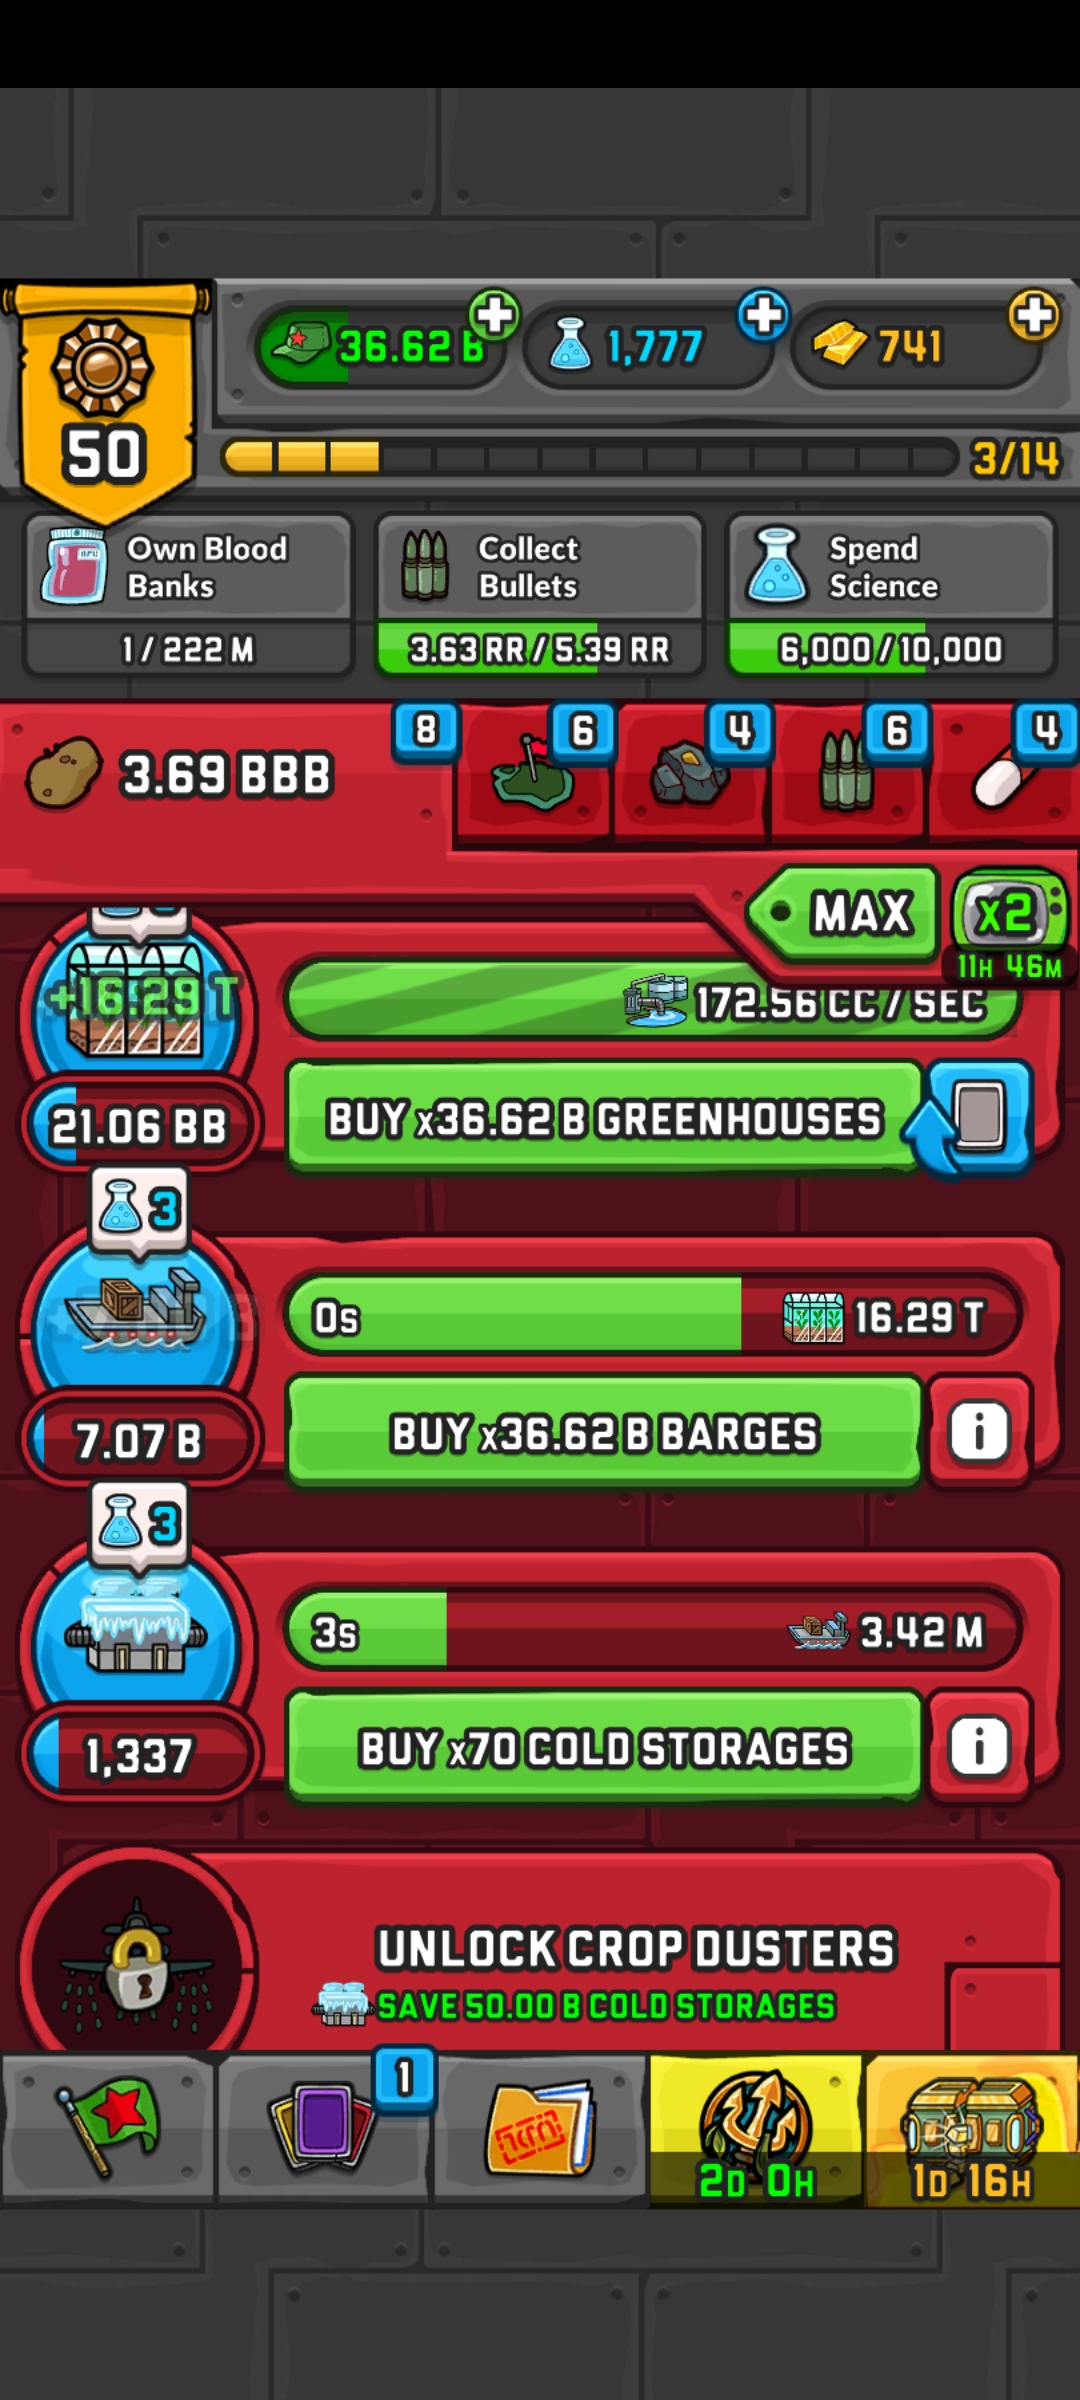 36.62 B
1,777
741
50
3/14
Own Blood
Banks
1 / 222 M
Collect
Bullets
3.63 RR / 5.39 RR
Spend
Science
6,000 / 10,000
3.69 BBB
8
6
4
6
4
MAX
x2
11H 46M
+16.29 T
172.56 CC / SEC
21.06 BB
BUY x36.62 B GREENHOUSES
3
0s
16.29 T
7.07 B
BUY x36.62 B BARGES
i
3
3s
3.42 M
1,337
BUY x70 COLD STORAGES
i
UNLOCK CROP DUSTERS
SAVE 50.00 B COLD STORAGES
1
2D 0H
1D 16H